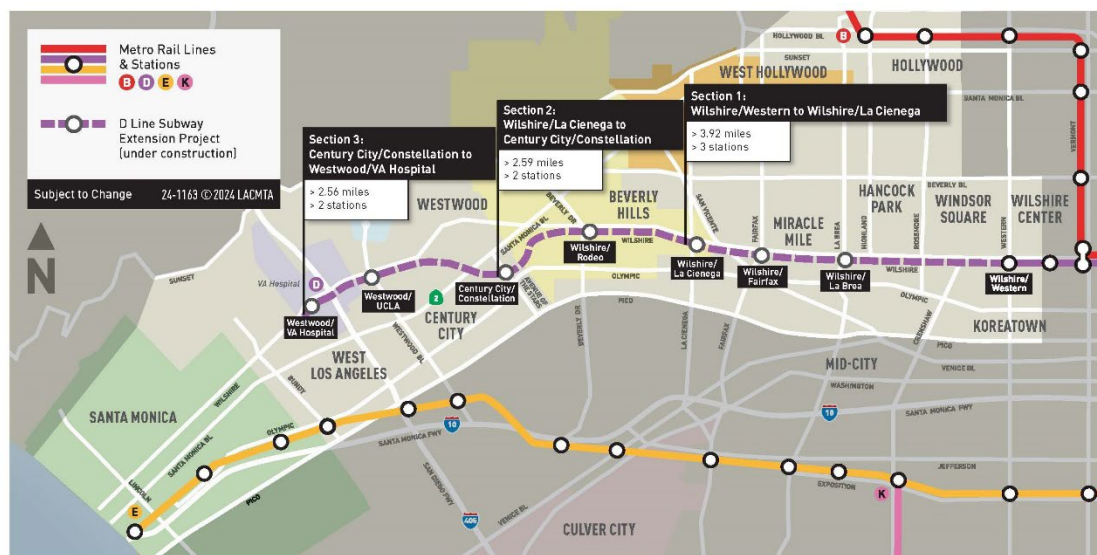 Metro Rail Lines
& Stations
B D E K
D Line Subway
Extension Project
(under construction)
Subject to Change 24-1163 ©2024 LACMTA
N
Section 3:
Century City/Constellation to
Westwood/VA Hospital
> 2.56 miles
> 2 stations
Section 2:
Wilshire/La Cienega to
Century City/Constellation
> 2.59 miles
> 2 stations
Section 1:
Wilshire/Western to Wilshire/La Cienega
> 3.92 miles
> 3 stations
HOLLYWOOD BL
B
SUNSET
HOLLYWOOD
WEST HOLLYWOOD
SANTA MONICA BL
VERMONT
WESTWOOD
BEVERLY DR
SANTA MONICA BL
BEVERLY
HILLS
WILSHIRE
SAN VICENTE
FAIRFAX
MIRACLE
MILE
LA BREA
HIGHLAND
HANCOCK
PARK
ROSSMORE
BEVERLY BL
WINDSOR
SQUARE
WESTERN
WILSHIRE
CENTER
SUNSET
VA Hospital
D
Westwood/
VA Hospital
Westwood/
UCLA
2
CENTURY
CITY
Century City/
Constellation
AVENUE OF
THE STARS
Wilshire/
Rodeo
OLYMPIC
Wilshire/
La Cienega
Wilshire/
Fairfax
Wilshire/
La Brea
WILSHIRE
Wilshire/
Western
PICO
OLYMPIC
KOREATOWN
CRENSHAW
PICO
VENICE BL
WEST
LOS ANGELES
WESTWOOD BL
BEVERLY DR
LA CIENEGA
FAIRFAX
MID-CITY
WASHINGTON
10
SANTA MONICA FWY
SANTA MONICA
WILSHIRE
BUNDY
SANTA MONICA BL
OLYMPIC
LINCOLN
E
PICO
10
SANTA MONICA FWY
SAN DIEGO FWY
405
VENICE BL
CULVER CITY
EXPOSITION
JEFFERSON
K